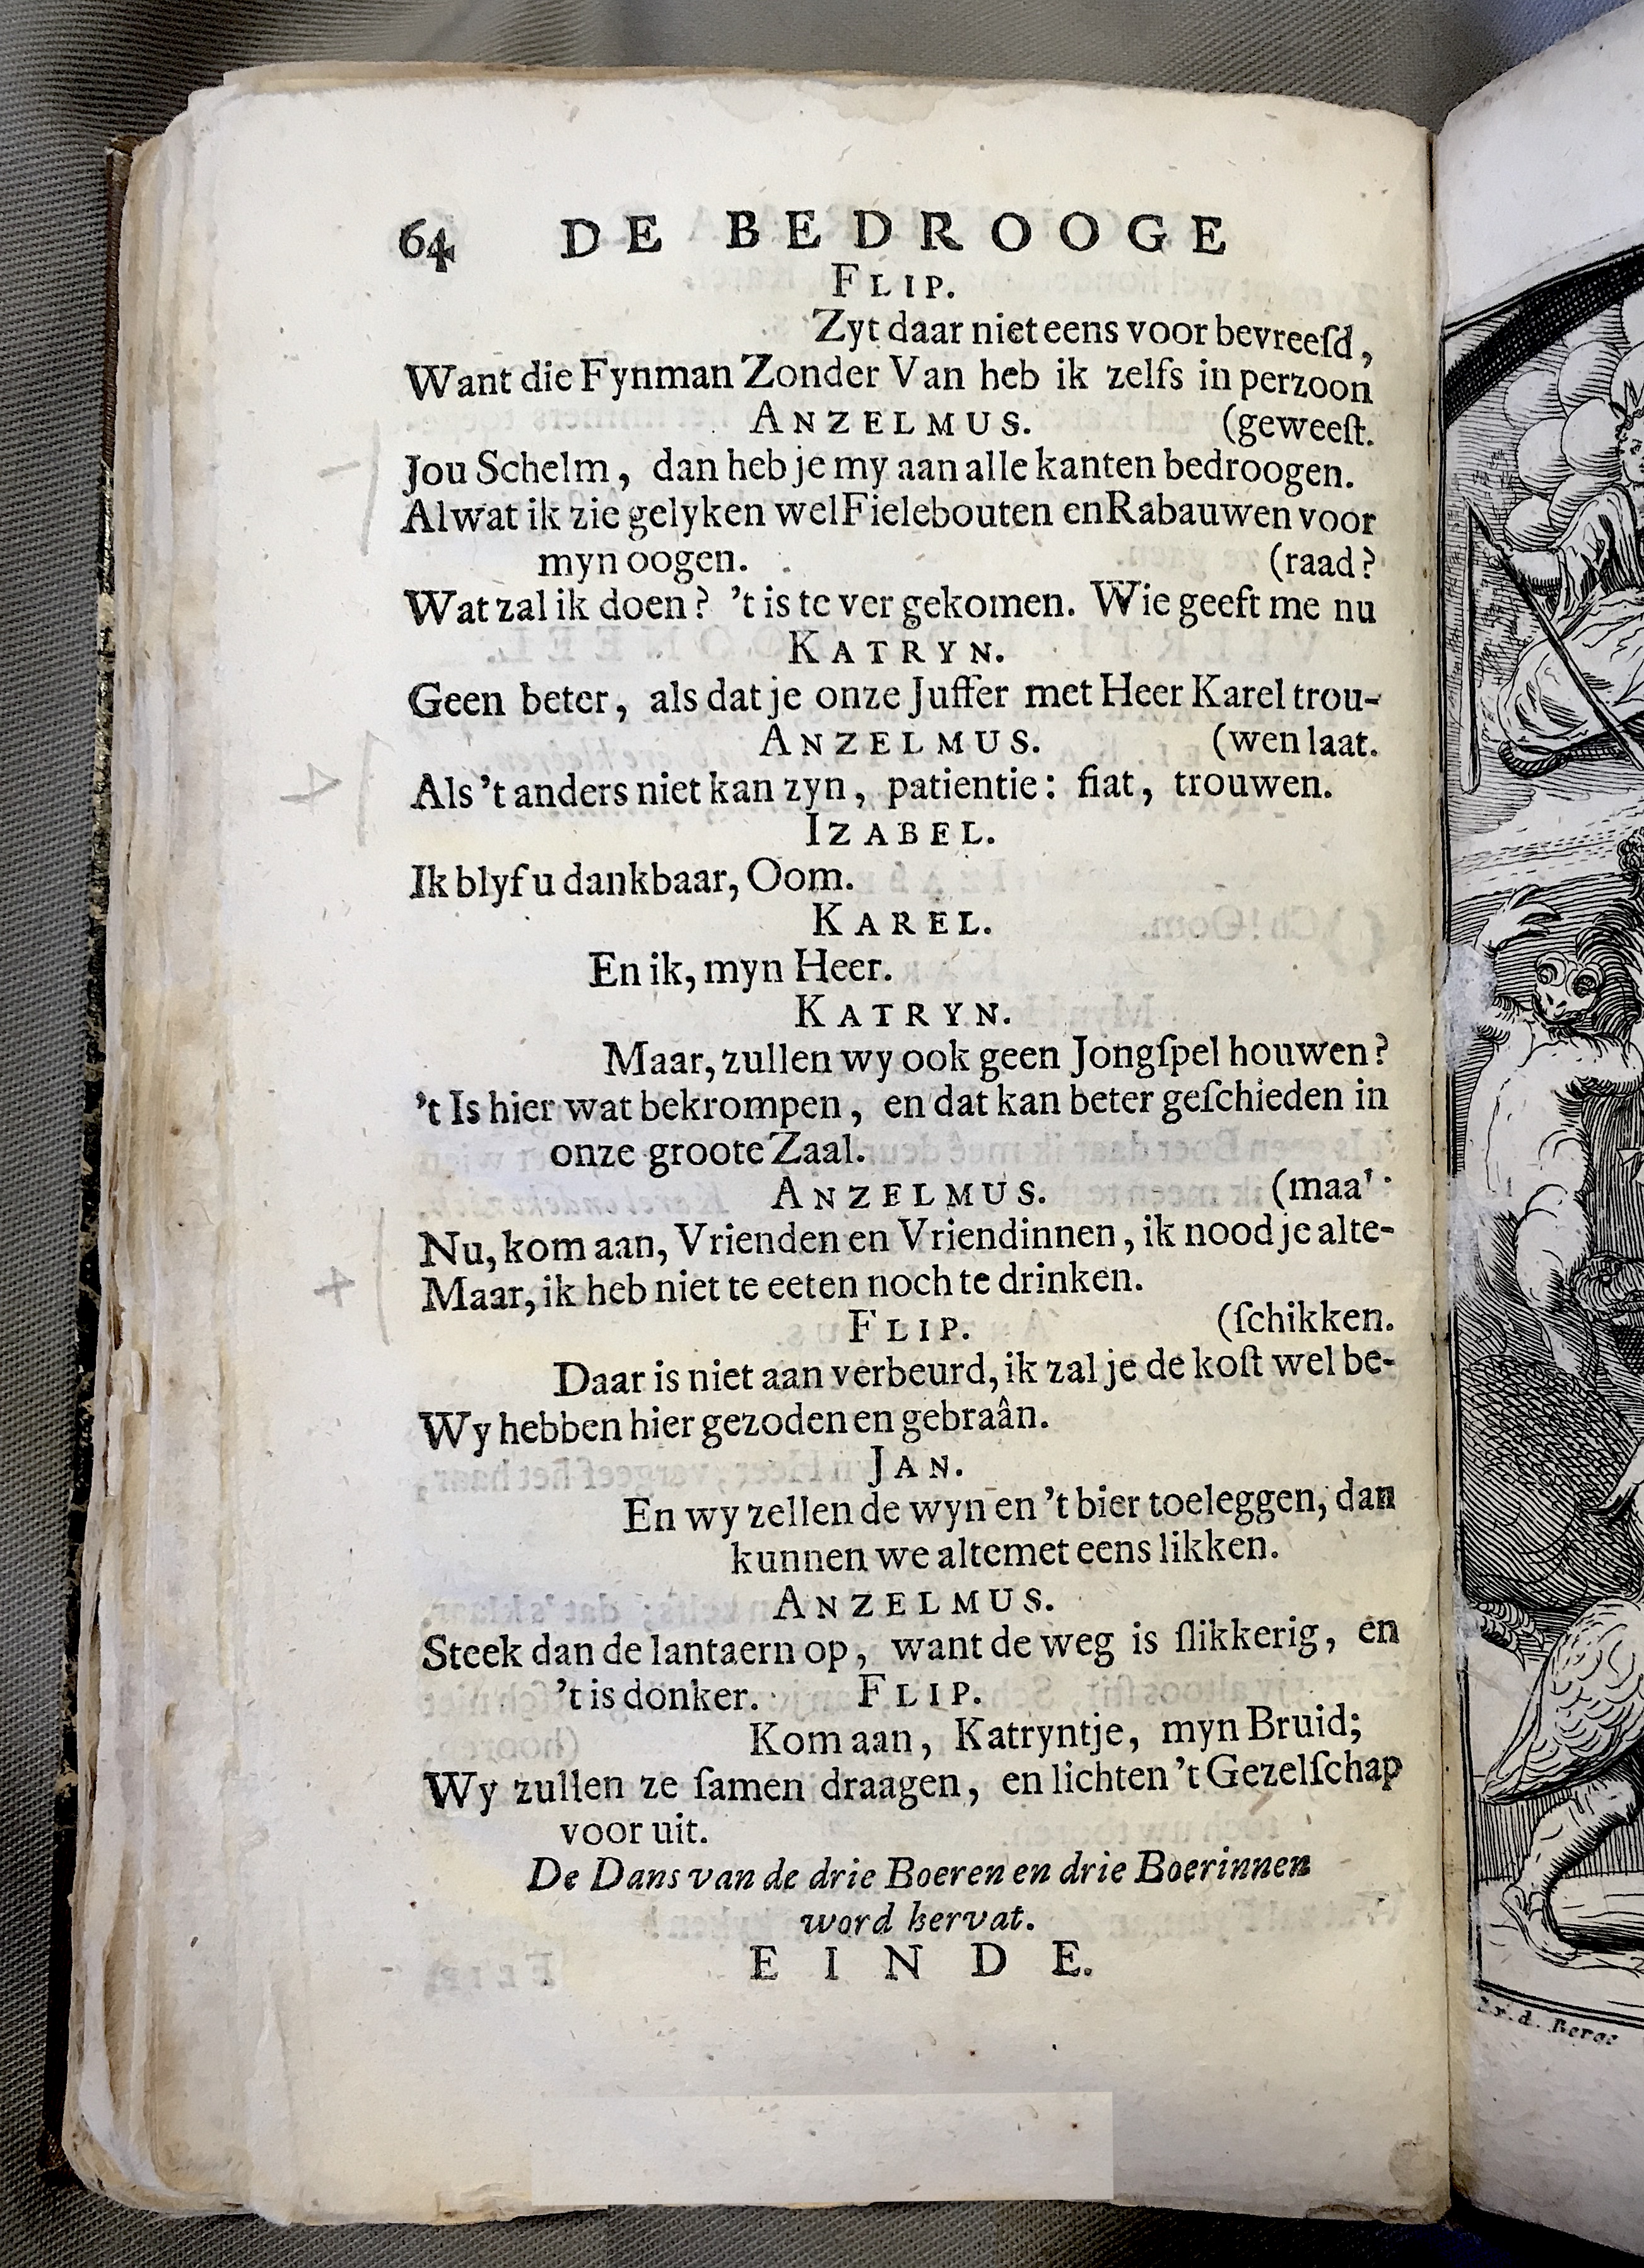 64 DE BEDROOGE
FLIP.
Zyt daar niet eens voor bevreeſd,
Want die Fynman Zonder Van heb ik zelfs in perzoon
ANZELMUS. (geweeſt.
Jou Schelm, dan heb je my aan alle kanten bedroogen.
Alwat ik zie gelyken wel Fielebouten en Rabauwen voor
myn oogen. (raad?
Wat zal ik doen? 't is te ver gekomen. Wie geeft me nu
KATRYN.
Geen beter, als dat je onze Juffer met Heer Karel trou-
ANZELMUS. (wen laat.
Als 't anders niet kan zyn, patientie: fiat, trouwen.
IZABEL.
Ik blyf u dankbaar, Oom.
KAREL.
En ik, myn Heer.
KATRYN.
Maar, zullen wy ook geen Jongſpel houwen?
't Is hier wat bekrompen, en dat kan beter geſchieden in
onze groote Zaal.
ANZELMUS. (maal.
Nu, kom aan, Vrienden en Vriendinnen, ik nood je alte-
Maar, ik heb niet te eeten noch te drinken.
FLIP. (ſchikken.
Daar is niet aan verbeurd, ik zal je de koſt wel be-
Wy hebben hier gezoden en gebraân.
JAN.
En wy zellen de wyn en 't bier toeleggen, dan
kunnen we altemet eens likken.
ANZELMUS.
Steek dan de lantaern op, want de weg is ſlikkerig, en
't is donker. FLIP.
Kom aan, Katryntje, myn Bruid;
Wy zullen ze ſamen draagen, en lichten 't Gezelſchap
voor uit.
De Dans van de drie Boeren en drie Boerinnen
word hervat.
EINDE.
v. d. Berge